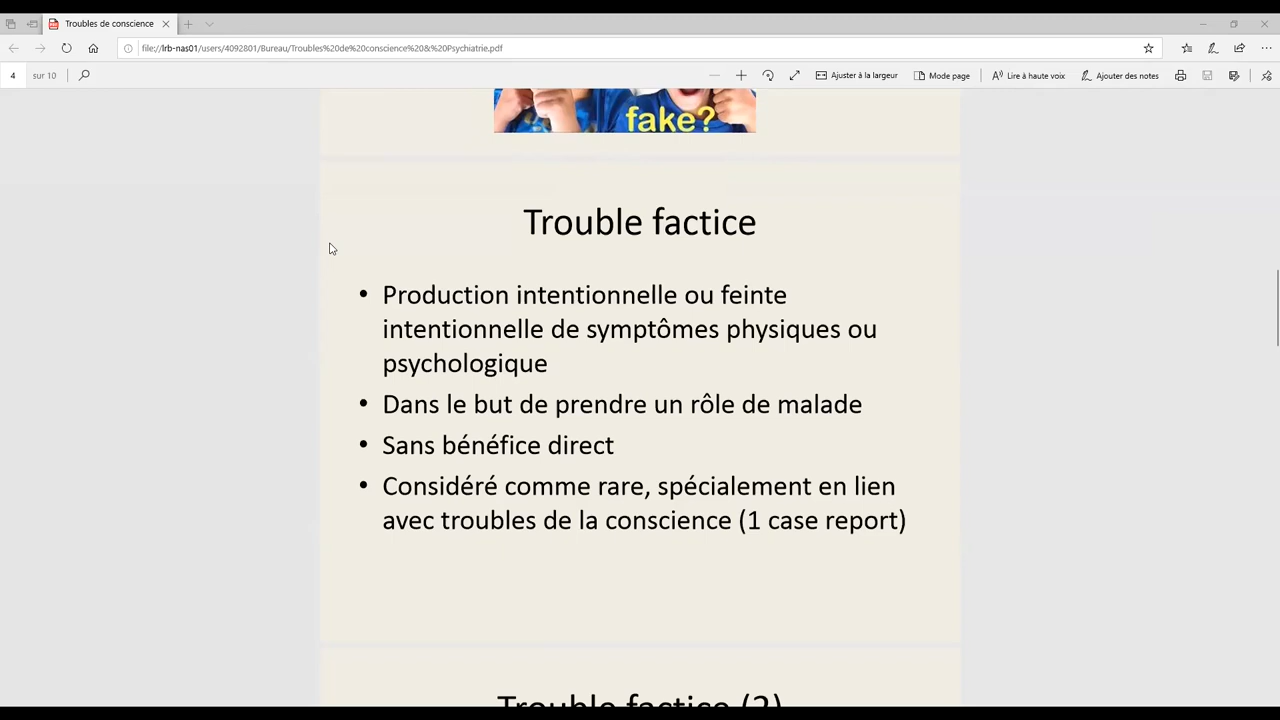 Troubles de conscience
file://lrb-nas01/users/4092801/Bureau/Troubles%20de%20conscience%20&%20Psychiatrie.pdf
4 sur 10
Ajuster à la largeur
Mode page
Lire à haute voix
Ajouter des notes
fake?
Trouble factice
• Production intentionnelle ou feinte
intentionnelle de symptômes physiques ou
psychologique
• Dans le but de prendre un rôle de malade
• Sans bénéfice direct
• Considéré comme rare, spécialement en lien
avec troubles de la conscience (1 case report)
Trouble factice (2)